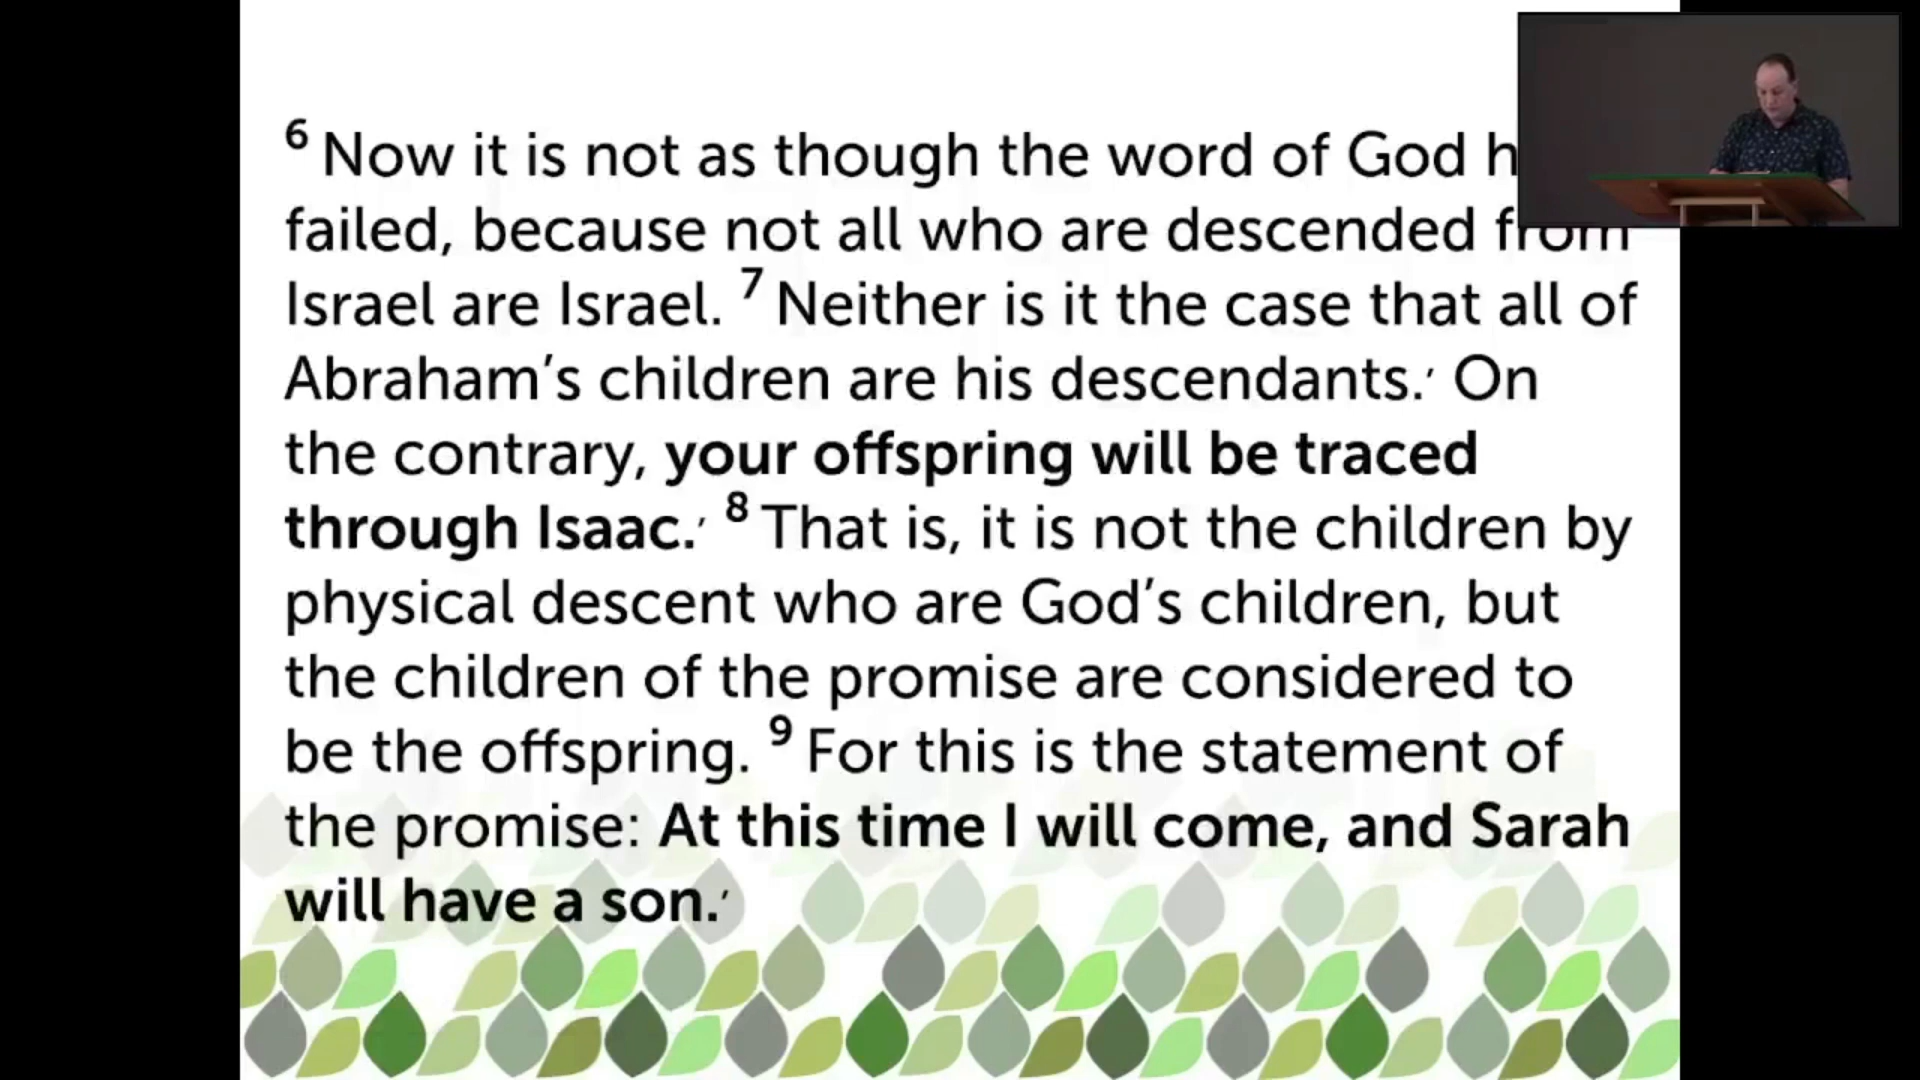 6 Now it is not as though the word of God
failed, because not all who are descended from
Israel are Israel. 7 Neither is it the case that all of
Abraham’s children are his descendants.′ On
the contrary, your offspring will be traced
through Isaac.′ 8 That is, it is not the children by
physical descent who are God’s children, but
the children of the promise are considered to
be the offspring. 9 For this is the statement of
the promise: At this time I will come, and Sarah
will have a son.′